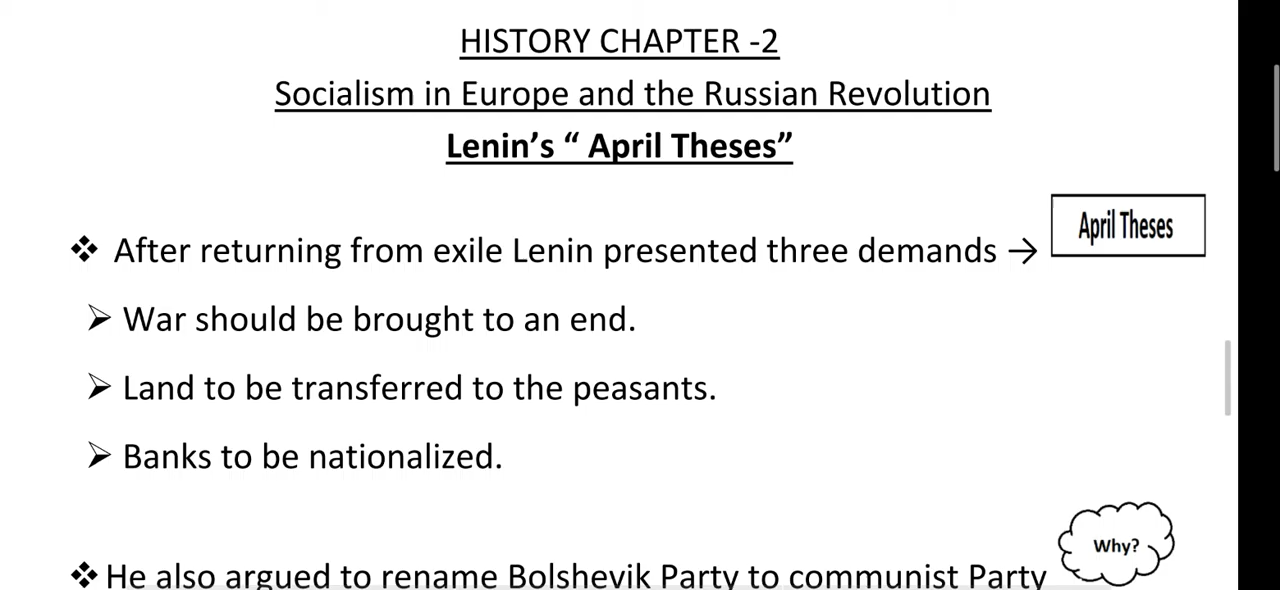 HISTORY CHAPTER -2
Socialism in Europe and the Russian Revolution
Lenin’s “ April Theses”
❖ After returning from exile Lenin presented three demands → April Theses
➢ War should be brought to an end.
➢ Land to be transferred to the peasants.
➢ Banks to be nationalized.
Why?
❖ He also argued to rename Bolshevik Party to communist Party